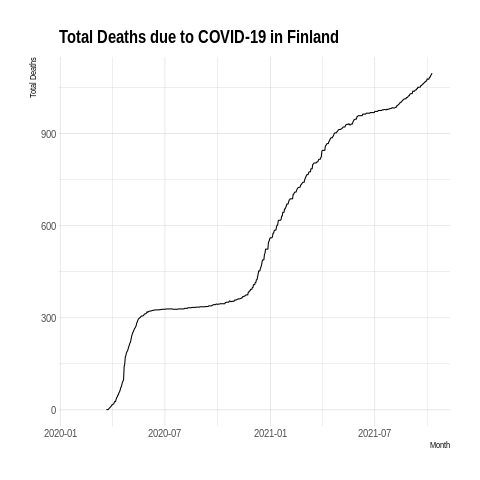 Total Deaths due to COVID-19 in Finland
Total Deaths
900
600
300
0
2020-01 2020-07 2021-01 2021-07
Month